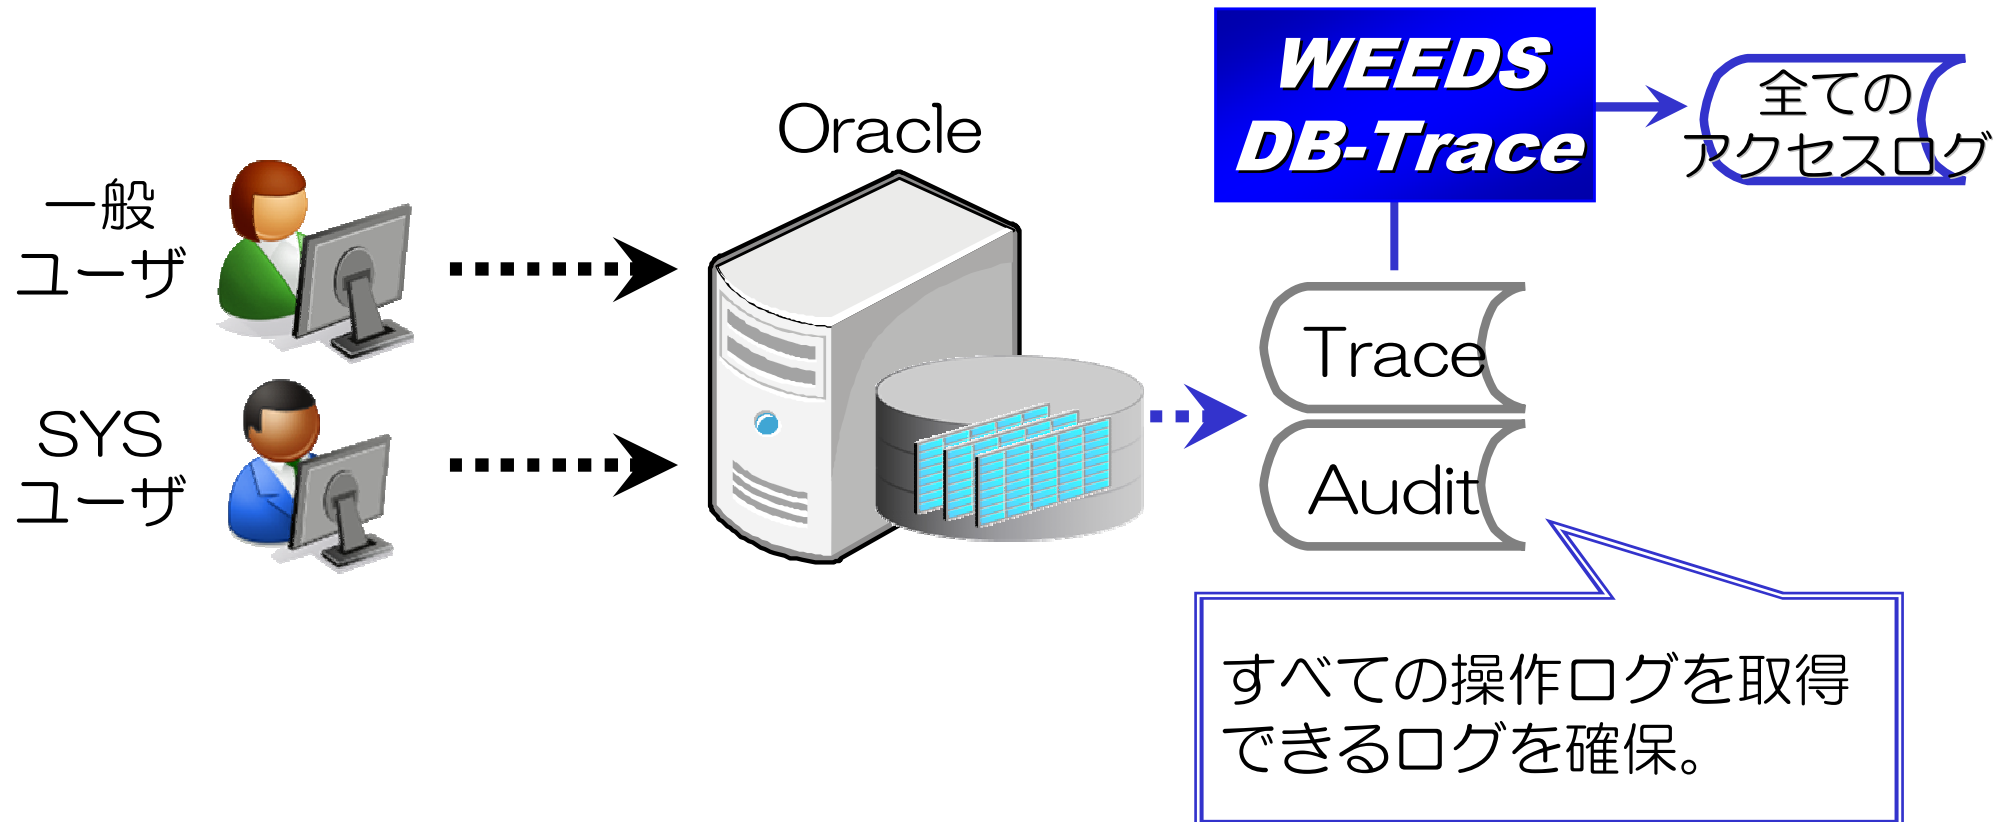 一般
ユーザ
SYS
ユーザ
Oracle
WEEDS
DB-Trace
全ての
アクセスログ
Trace
Audit
すべての操作ログを取得
できるログを確保。